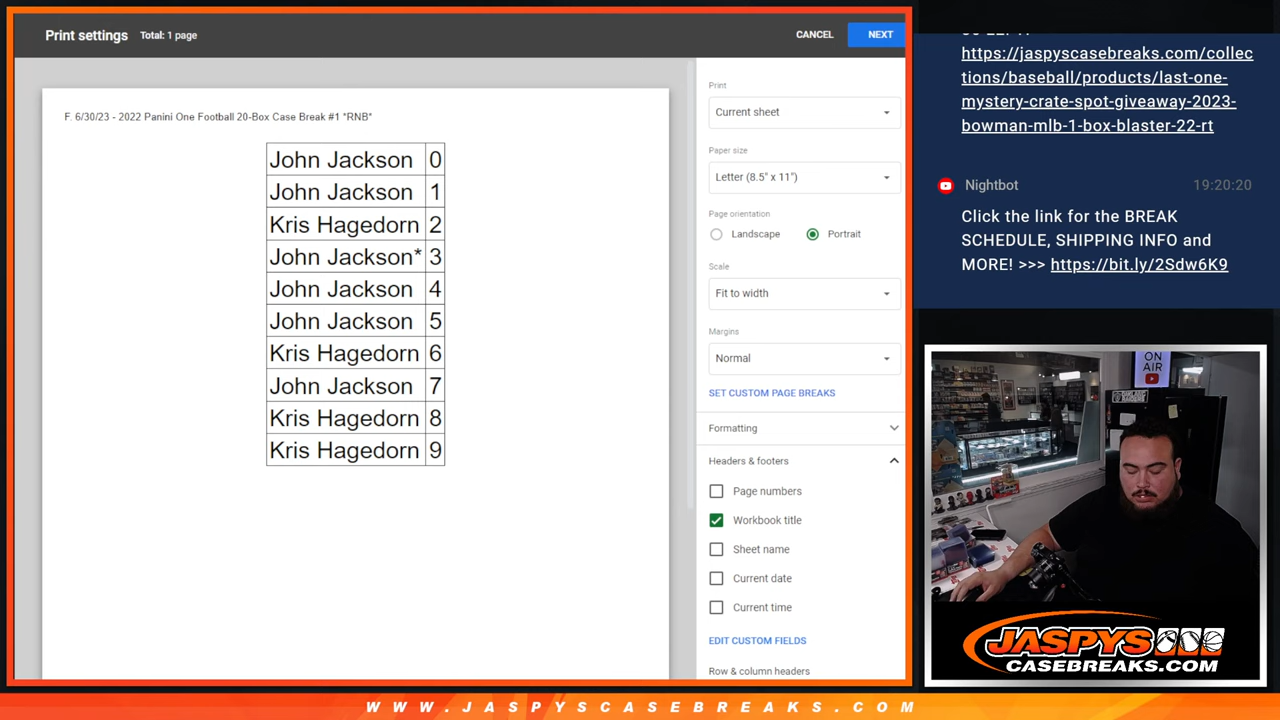 Print settings
Total: 1 page
CANCEL
NEXT
F. 6/30/23 - 2022 Panini One Football 20-Box Case Break #1 *RNB*
John Jackson 0
John Jackson 1
Kris Hagedorn 2
John Jackson* 3
John Jackson 4
John Jackson 5
Kris Hagedorn 6
John Jackson 7
Kris Hagedorn 8
Kris Hagedorn 9
Print
Current sheet
Paper size
Letter (8.5" x 11")
Page orientation
Landscape
Portrait
Scale
Fit to width
Margins
Normal
SET CUSTOM PAGE BREAKS
Formatting
Headers & footers
Page numbers
Workbook title
Sheet name
Current date
Current time
EDIT CUSTOM FIELDS
Row & column headers
https://jaspyscasebreaks.com/collec
tions/baseball/products/last-one-
mystery-crate-spot-giveaway-2023-
bowman-mlb-1-box-blaster-22-rt
Nightbot 19:20:20
Click the link for the BREAK
SCHEDULE, SHIPPING INFO and
MORE! >>> https://bit.ly/2Sdw6K9
ON
AIR
JASPYS
CASEBREAKS.COM
WWW.JASPYSCASEBREAKS.COM